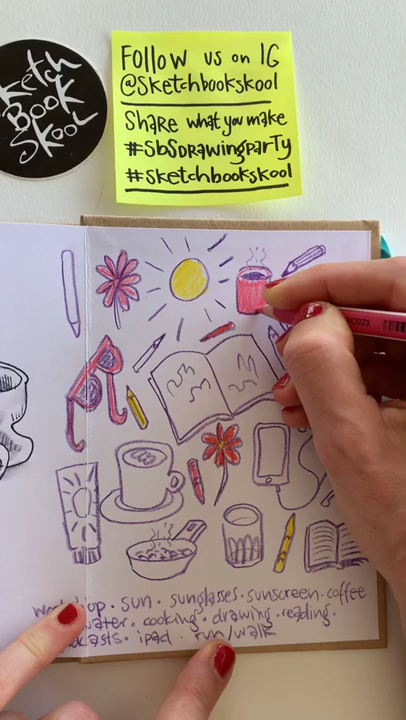 Sketch
Book
Skool
Follow us on IG
@Sketchbookskool
Share what you make
#SbSDrawingParTy
#sketchbookskool
sun · sunglasses · sunscreen · coffee
water · cooking · drawing · reading ·
ipad · run/walk